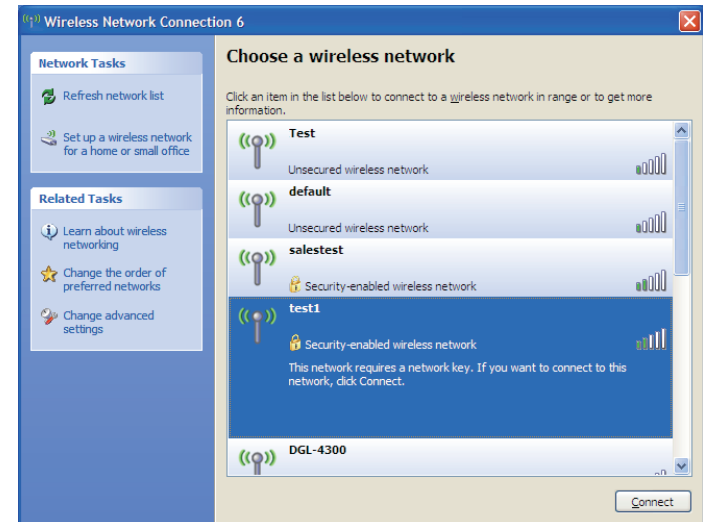 Wireless Network Connection 6
Network Tasks
Refresh network list
Set up a wireless network
for a home or small office
Related Tasks
Learn about wireless
networking
Change the order of
preferred networks
Change advanced
settings
Choose a wireless network
Click an item in the list below to connect to a wireless network in range or to get more
information.
Test
Unsecured wireless network
default
Unsecured wireless network
salestest
Security-enabled wireless network
test1
Security-enabled wireless network
This network requires a network key. If you want to connect to this
network, click Connect.
DGL-4300
Connect